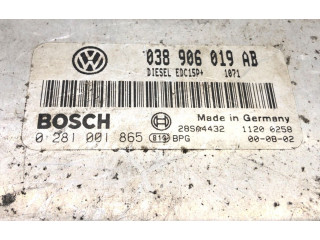 038 906 019 AB
DIESEL EDC15P+ 1071
BOSCH Made in Germany
28SA4432 1120 0258
0 281 001 865 819 BPG 00-08-02